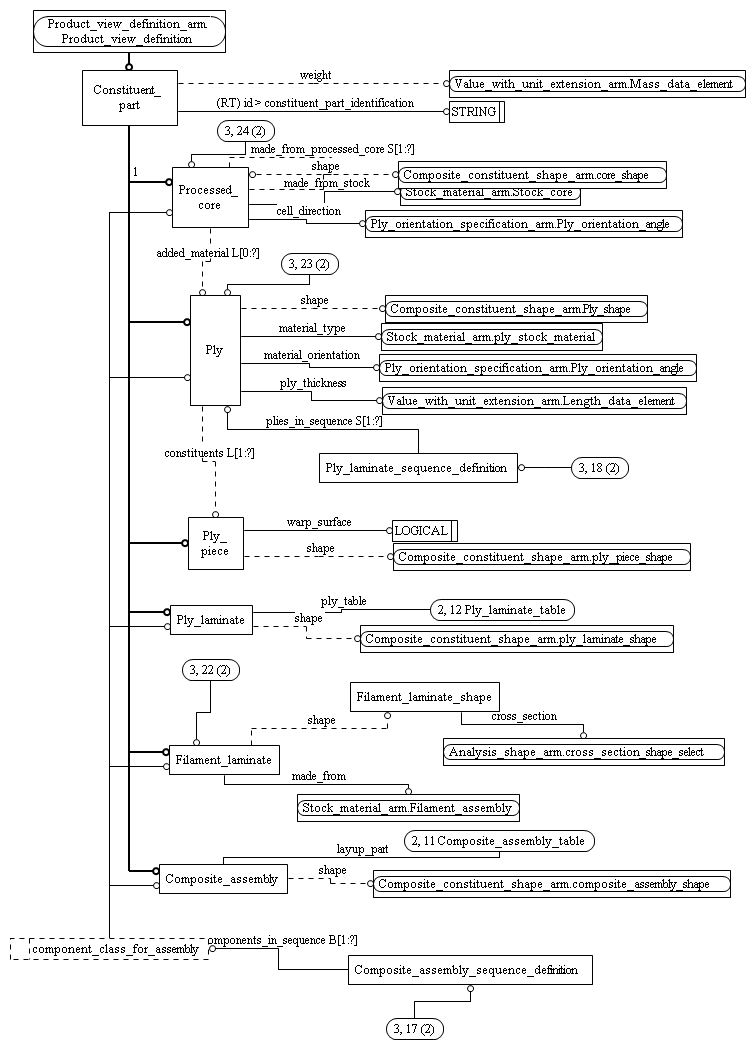 Product_view_definition_arm.
Product_view_definition
Constituent_
part
weight
Value_with_unit_extension_arm.Mass_data_element
(RT) id > constituent_part_identification
STRING
3, 24 (2)
made_from_processed_core S[1:?]
1
Processed_
core
shape
Composite_constituent_shape_arm.core_shape
made_from_stock
Stock_material_arm.Stock_core
cell_direction
Ply_orientation_specification_arm.Ply_orientation_angle
added_material L[0:?]
3, 23 (2)
Ply
shape
Composite_constituent_shape_arm.Ply_shape
material_type
Stock_material_arm.ply_stock_material
material_orientation
Ply_orientation_specification_arm.Ply_orientation_angle
ply_thickness
Value_with_unit_extension_arm.Length_data_element
plies_in_sequence S[1:?]
constituents L[1:?]
Ply_laminate_sequence_definition
3, 18 (2)
Ply_
piece
warp_surface
LOGICAL
shape
Composite_constituent_shape_arm.ply_piece_shape
Ply_laminate
ply_table
2, 12 Ply_laminate_table
shape
Composite_constituent_shape_arm.ply_laminate_shape
3, 22 (2)
Filament_laminate_shape
shape
cross_section
Filament_laminate
Analysis_shape_arm.cross_section_shape_select
made_from
Stock_material_arm.Filament_assembly
2, 11 Composite_assembly_table
layup_part
Composite_assembly
shape
Composite_constituent_shape_arm.composite_assembly_shape
component_class_for_assembly
omponents_in_sequence B[1:?]
Composite_assembly_sequence_definition
3, 17 (2)